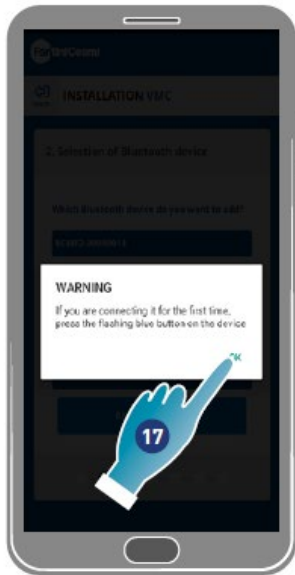 INSTALLATION VMC
2. Selection of Bluetooth device
Which Bluetooth device do you want to add?
WARNING
If you are connecting it for the first time,
press the flashing blue button on the device
OK
17